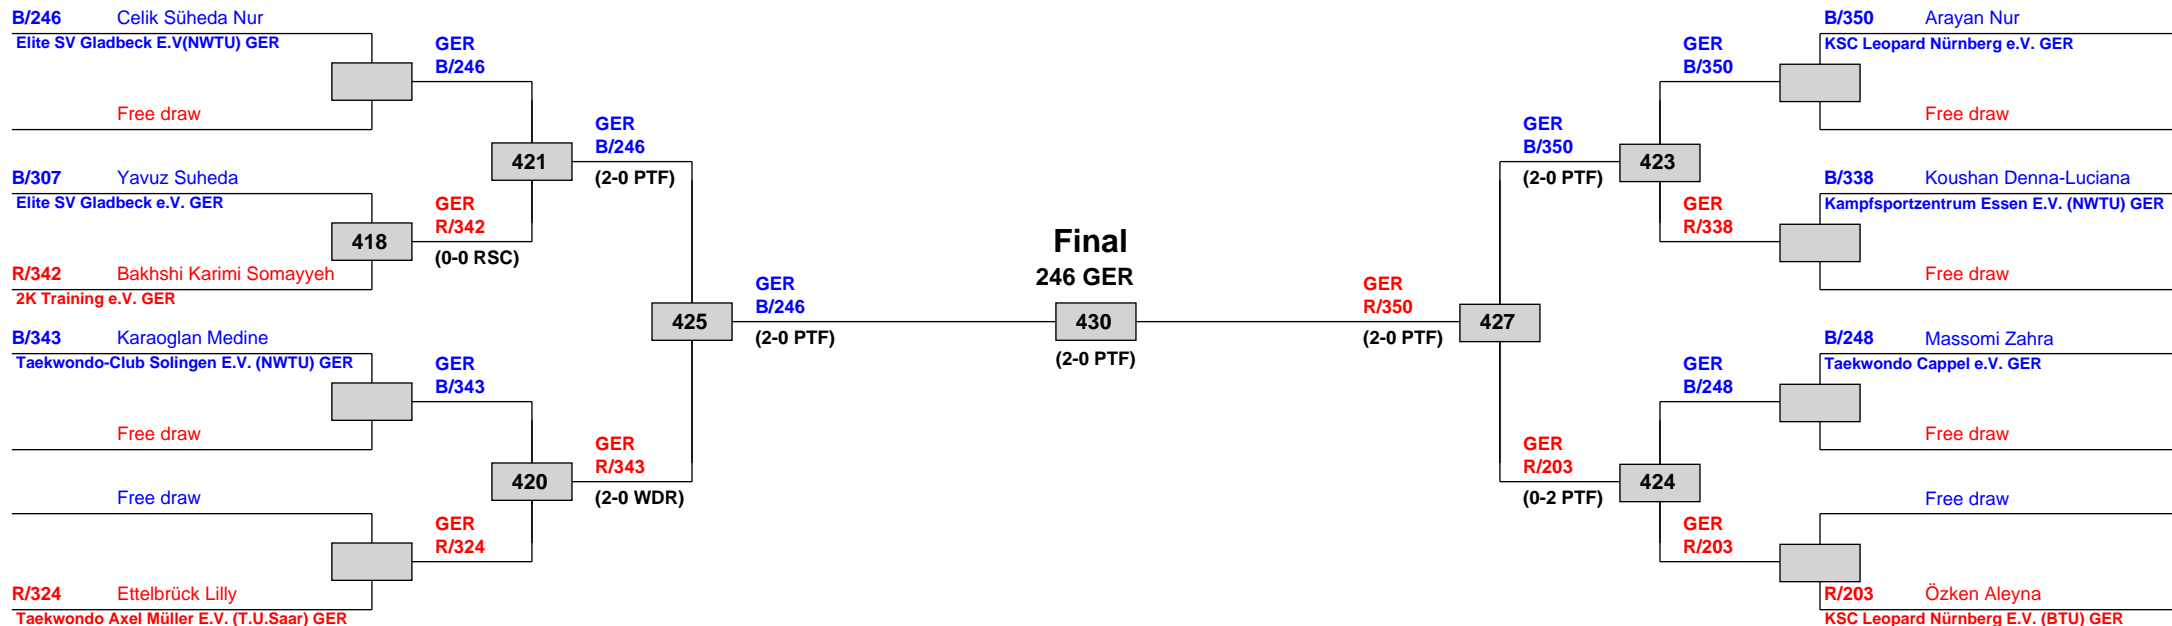 B/246 Celik Süheda Nur
Elite SV Gladbeck E.V(NWTU) GER
Free draw
B/307 Yavuz Suheda
Elite SV Gladbeck e.V. GER
R/342 Bakhshi Karimi Somayyeh
2K Training e.V. GER
B/343 Karaoglan Medine
Taekwondo-Club Solingen E.V. (NWTU) GER
Free draw
Free draw
R/324 Ettelbrück Lilly
Taekwondo Axel Müller E.V. (T.U.Saar) GER
418
GER
B/246
GER
R/342
(0-0 RSC)
GER
B/343
GER
R/324
421
420
GER
B/246
(2-0 PTF)
GER
R/343
(2-0 WDR)
425
GER
B/246
(2-0 PTF)
Final
246 GER
430
(2-0 PTF)
GER
R/350
(2-0 PTF)
427
GER
B/350
(2-0 PTF)
GER
R/203
(0-2 PTF)
423
424
GER
B/350
GER
R/338
GER
B/248
GER
R/203
B/350 Arayan Nur
KSC Leopard Nürnberg e.V. GER
Free draw
B/338 Koushan Denna-Luciana
Kampfsportzentrum Essen E.V. (NWTU) GER
Free draw
B/248 Massomi Zahra
Taekwondo Cappel e.V. GER
Free draw
Free draw
R/203 Özken Aleyna
KSC Leopard Nürnberg E.V. (BTU) GER